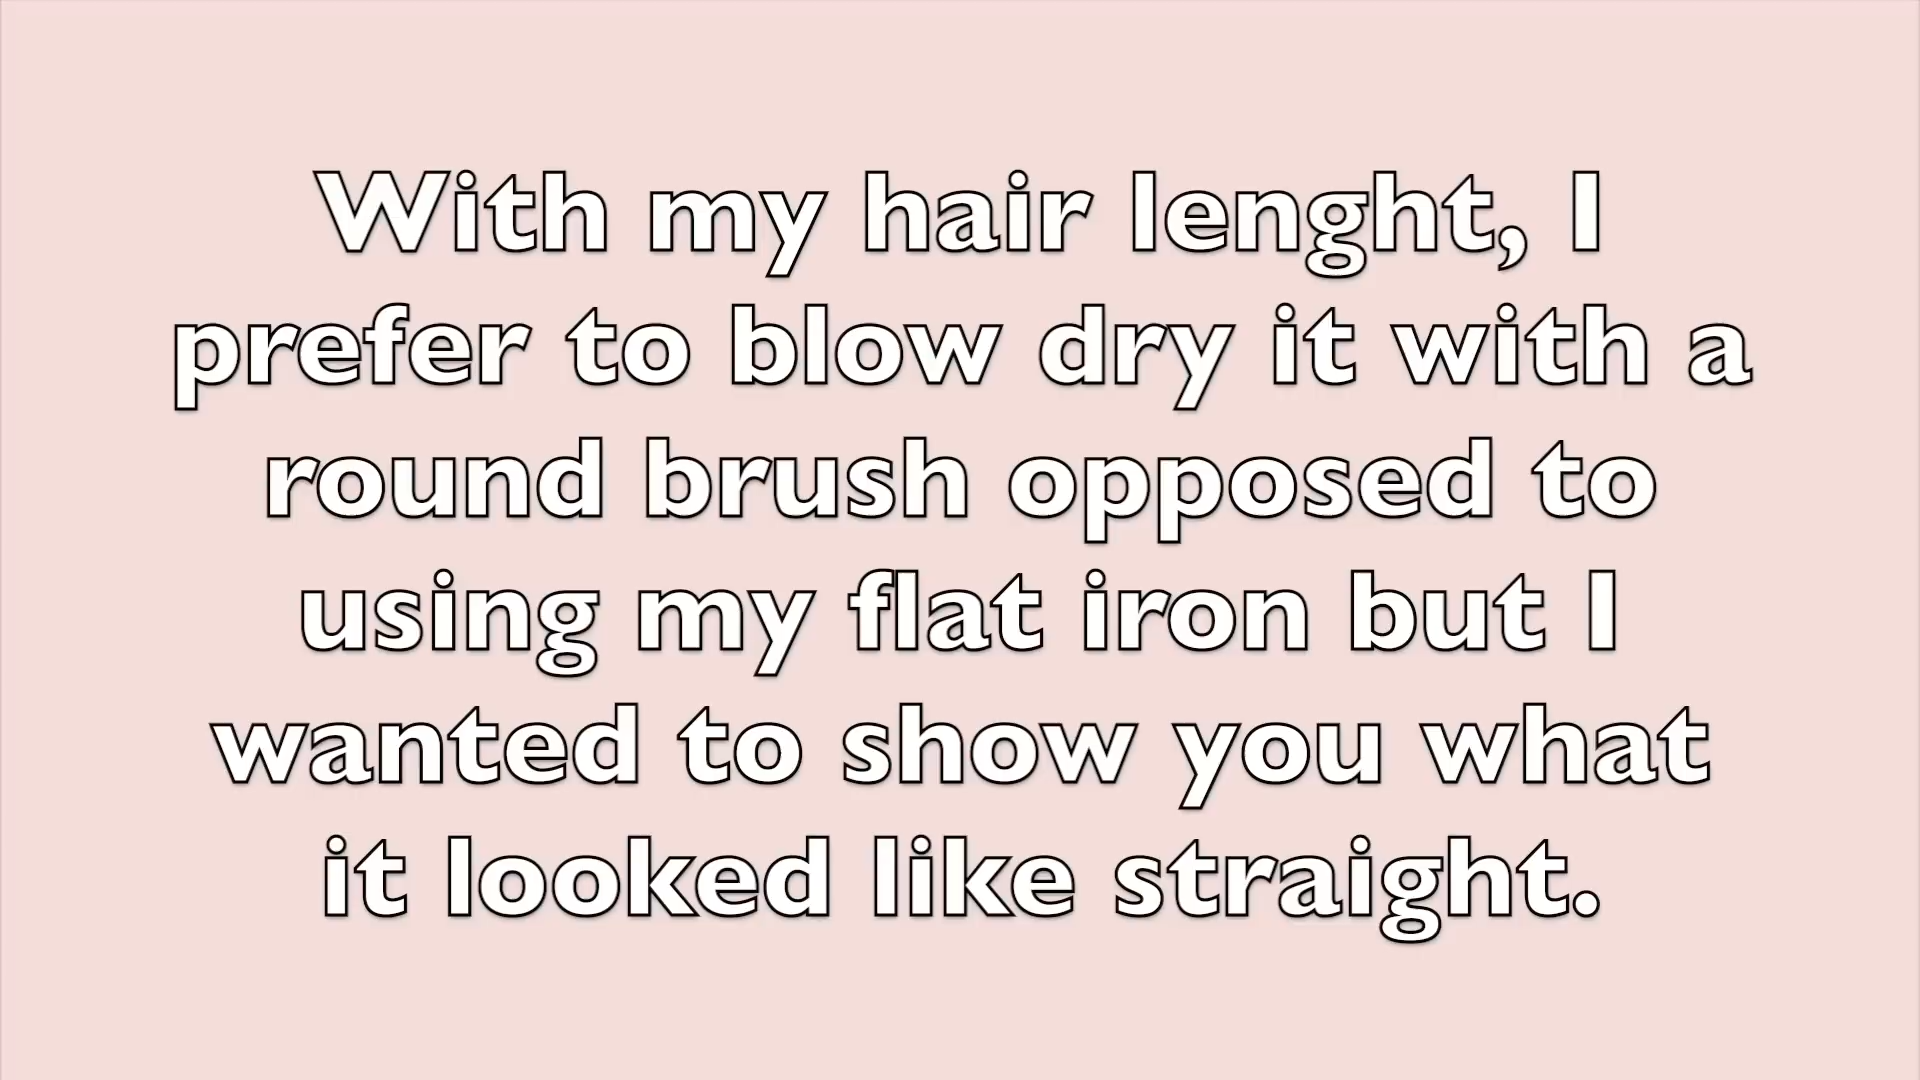 With my hair lenght, I
prefer to blow dry it with a
round brush opposed to
using my flat iron but I
wanted to show you what
it looked like straight.